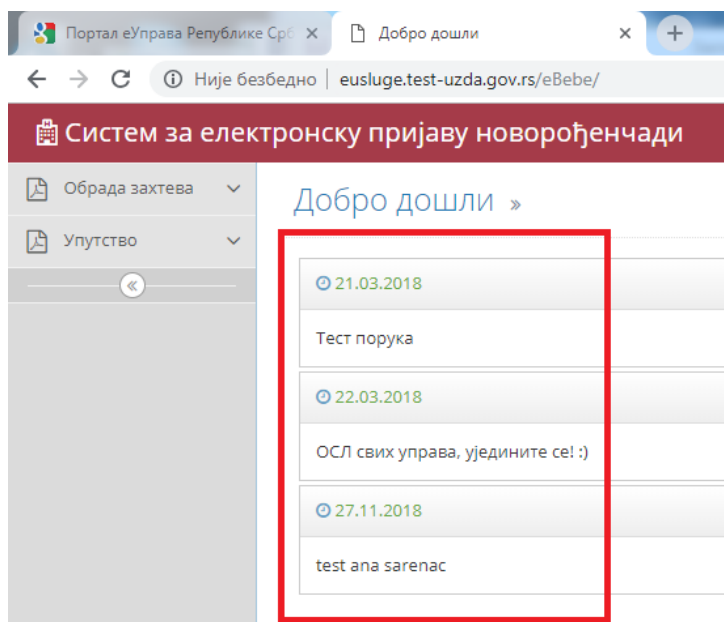 Портал еУправа Републике Срб
Добро дошли
Није безбедно | eusluge.test-uzda.gov.rs/eBebe/
Систем за електронску пријаву новорођенчади
Обрада захтева
Упутство
Добро дошли »
21.03.2018
Тест порука
22.03.2018
ОСЛ свих управа, уједините се! :)
27.11.2018
test ana sarenac